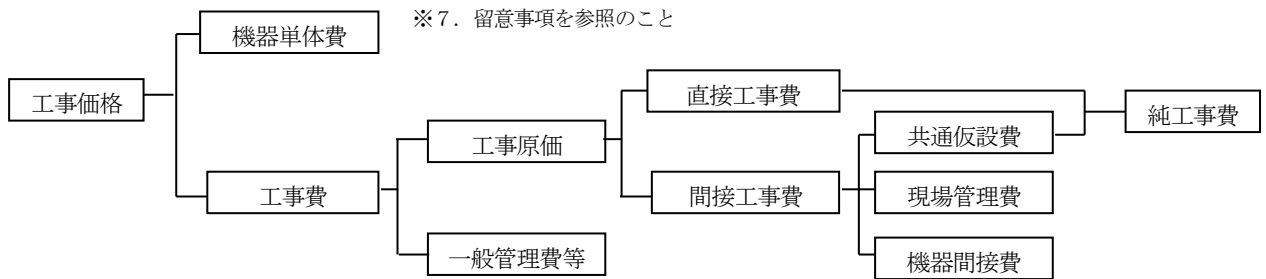 ※７．留意事項を参照のこと
機器単体費
工事価格
直接工事費
純工事費
工事原価
共通仮設費
工事費
間接工事費
現場管理費
一般管理費等
機器間接費